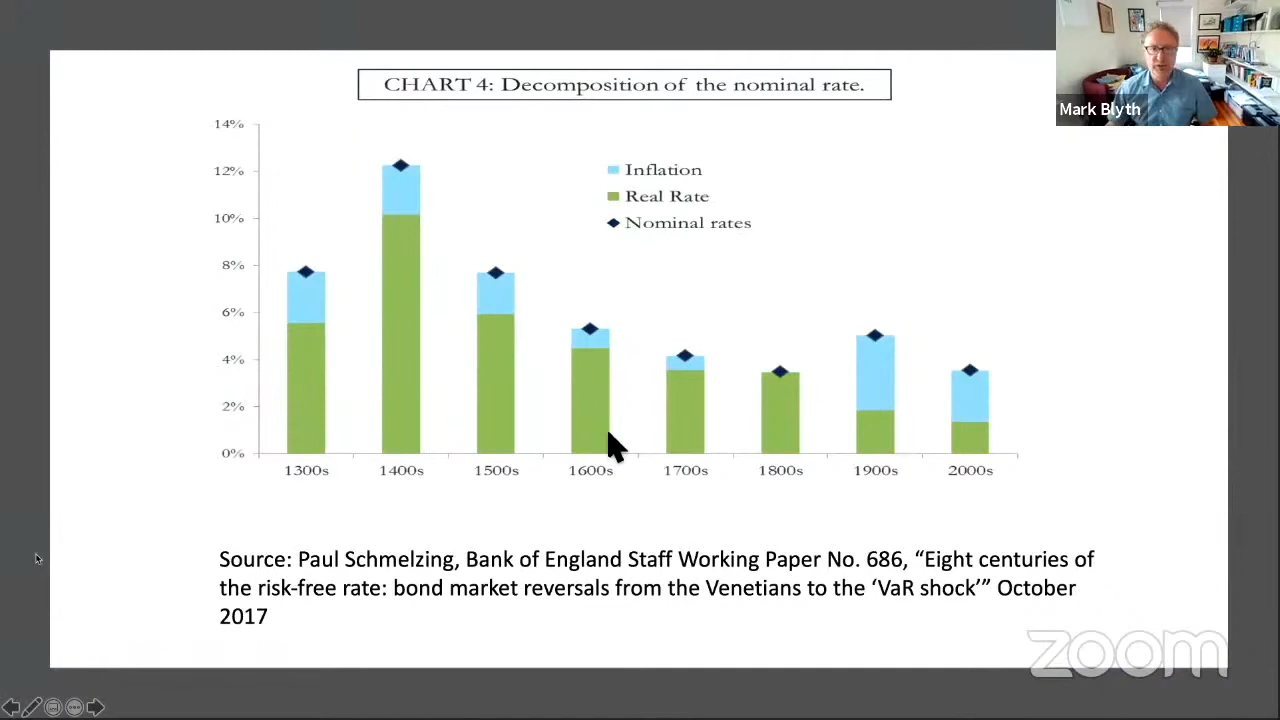 CHART 4: Decomposition of the nominal rate.
Mark Blyth
14%
12%
10%
8%
6%
4%
2%
0%
Inflation
Real Rate
Nominal rates
1300s 1400s 1500s 1600s 1700s 1800s 1900s 2000s
Source: Paul Schmelzing, Bank of England Staff Working Paper No. 686, “Eight centuries of
the risk-free rate: bond market reversals from the Venetians to the ‘VaR shock’” October
2017
zoom